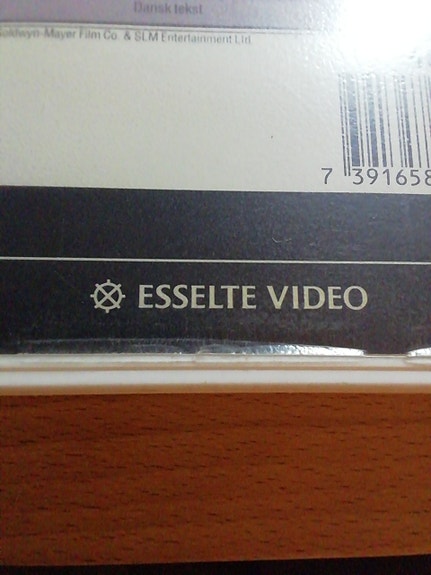 Dansk tekst
Goldwyn-Mayer Film Co. & SLM Entertainment Ltd
7 391658
ESSELTE VIDEO